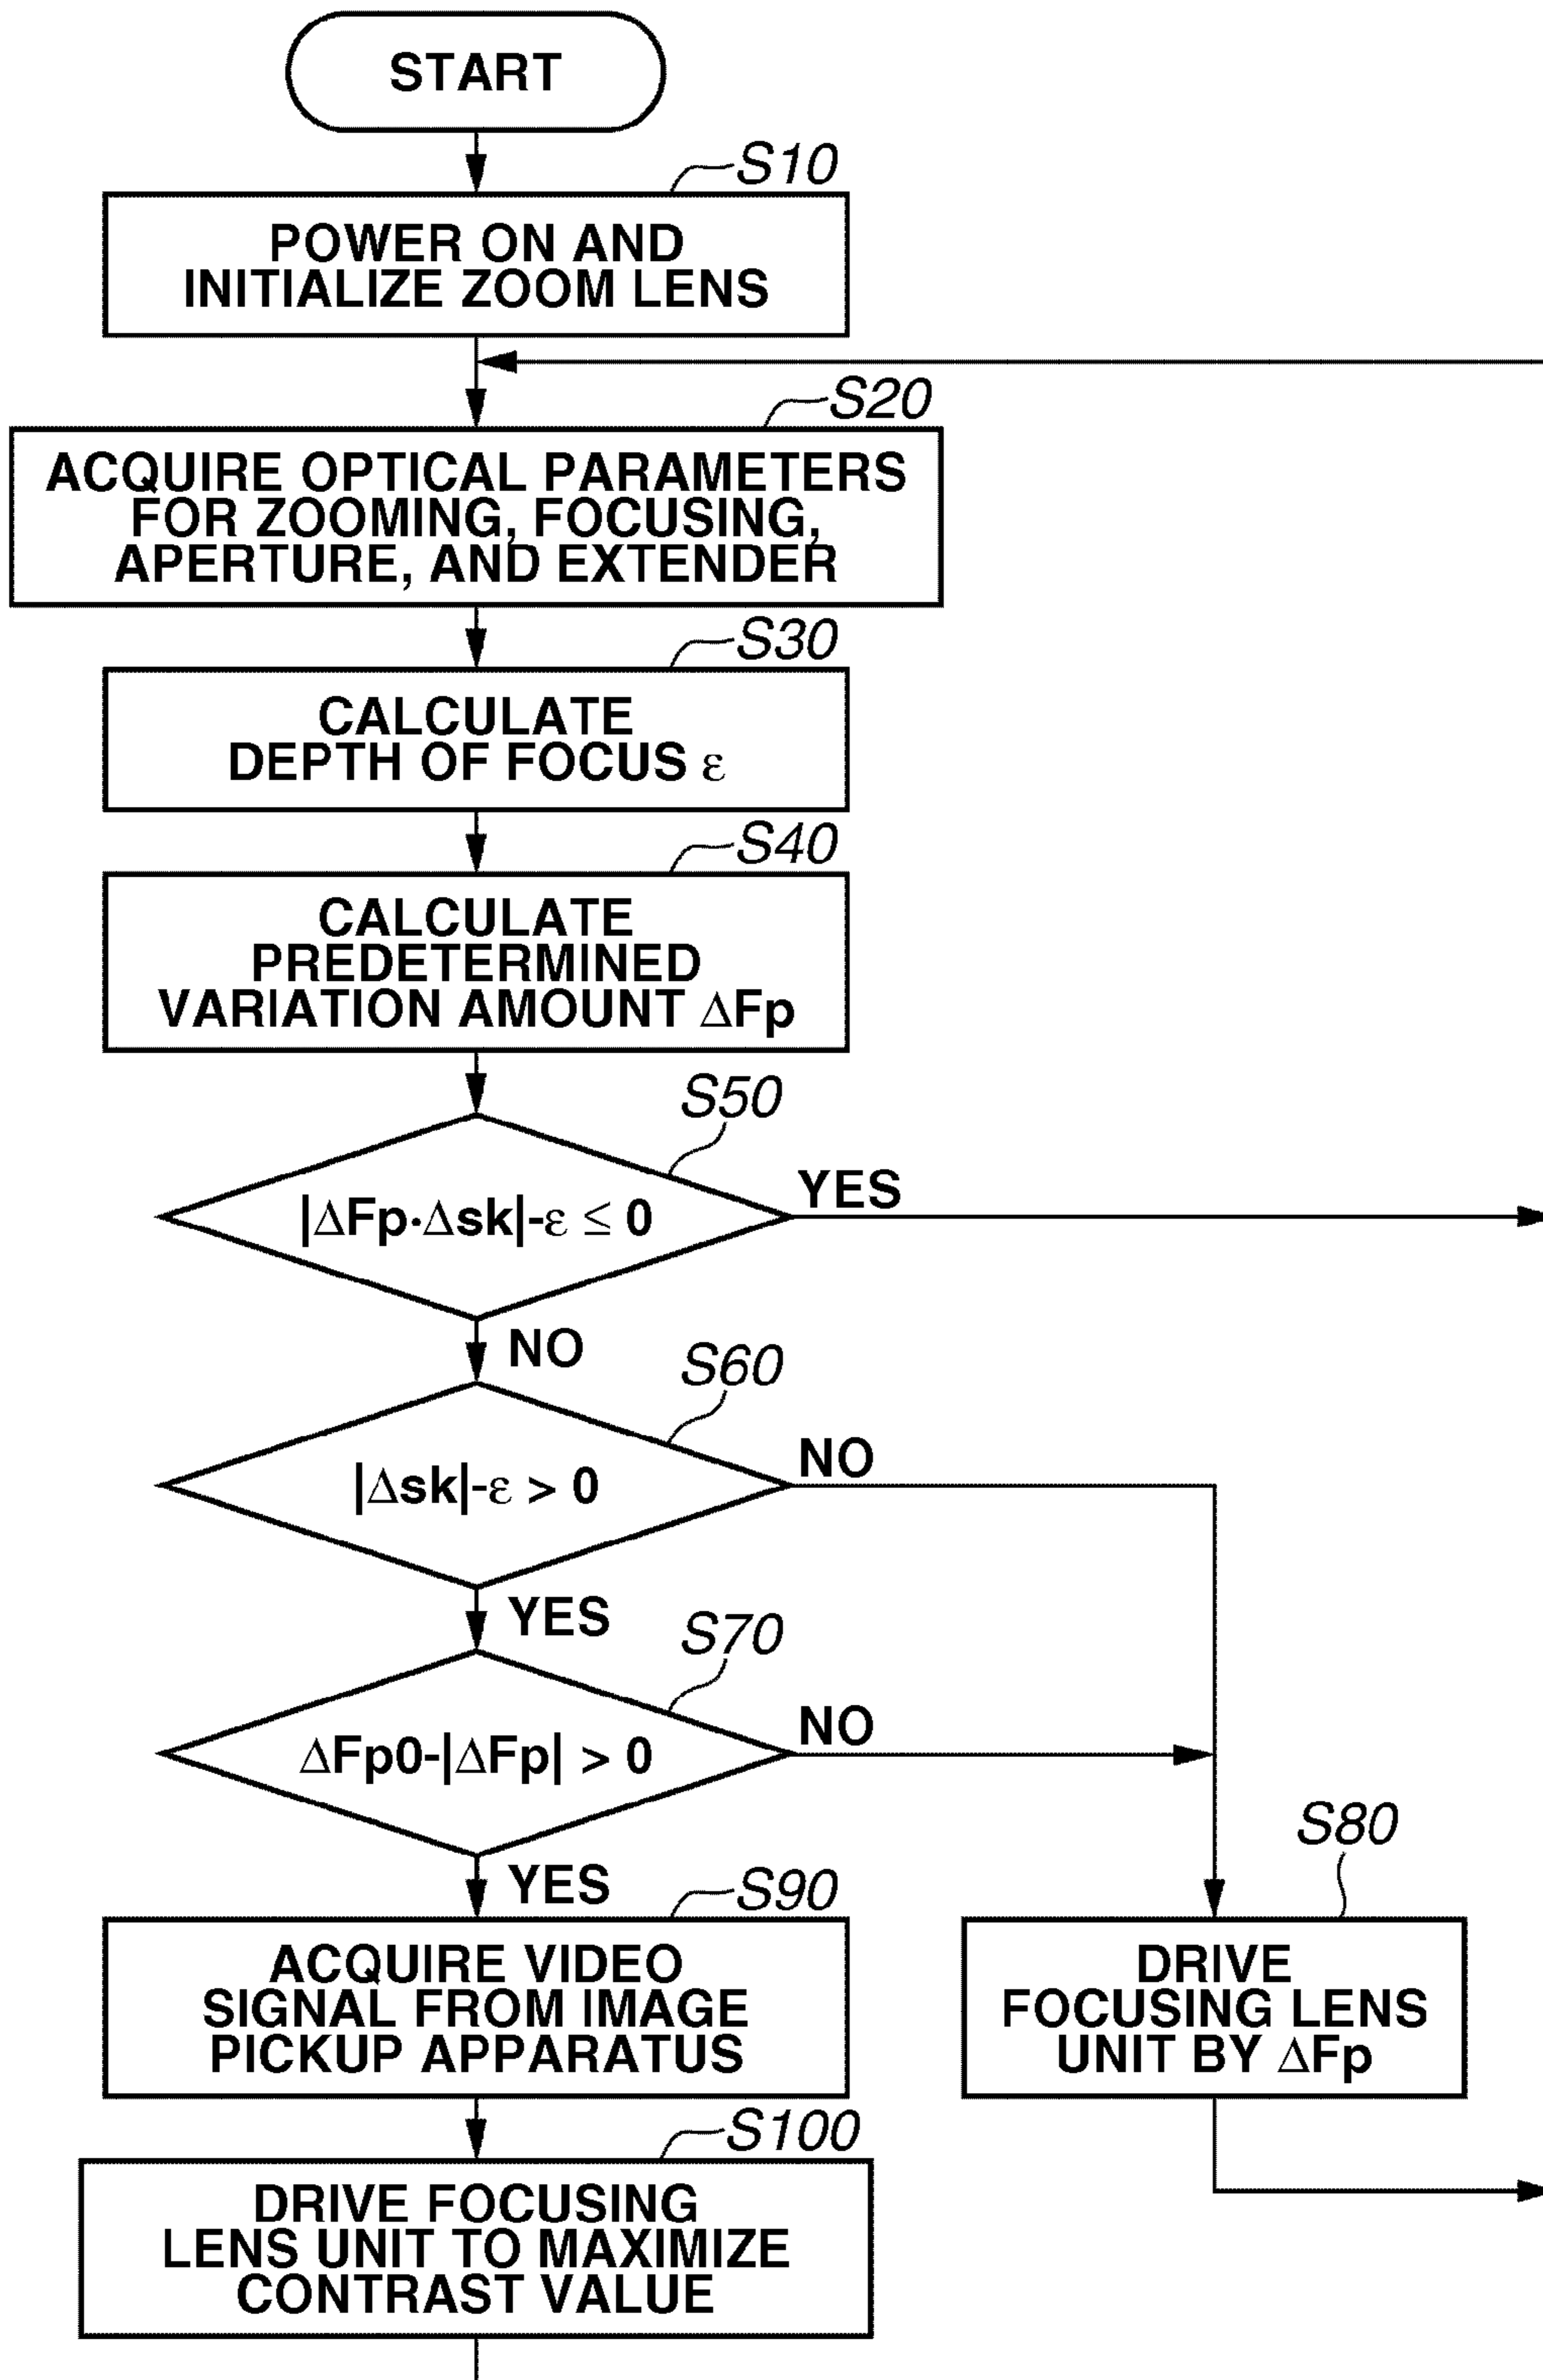 START
S10
POWER ON AND
INITIALIZE ZOOM LENS
S20
ACQUIRE OPTICAL PARAMETERS
FOR ZOOMING, FOCUSING,
APERTURE, AND EXTENDER
S30
CALCULATE
DEPTH OF FOCUS ε
S40
CALCULATE
PREDETERMINED
VARIATION AMOUNT ΔFp
S50
|ΔFp·Δsk|-ε ≤ 0
YES
NO
S60
|Δsk|-ε > 0
NO
YES
S70
ΔFp0-|ΔFp| > 0
NO
YES
S80
DRIVE
FOCUSING LENS
UNIT BY ΔFp
S90
ACQUIRE VIDEO
SIGNAL FROM IMAGE
PICKUP APPARATUS
S100
DRIVE FOCUSING
LENS UNIT TO MAXIMIZE
CONTRAST VALUE